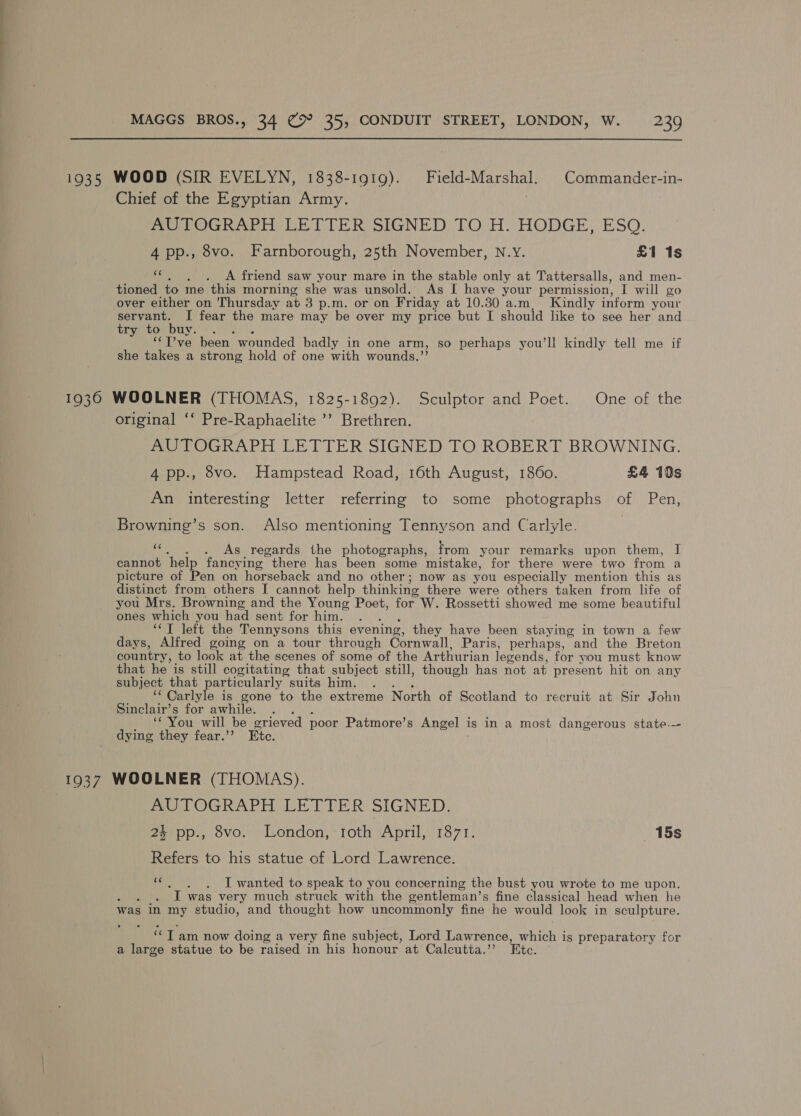 MAGGS BROS., 34 & 35, CONDUIT STREET, LONDON, W. 239
1935 WOOD (SIR EVELYN, 1838-1919). Field-Marshal. Commander-in-
Chief of the Egyptian Army.
AUTOGRAPH LETTER SIGNED TO H. HODGE, ESQ.
4 pp., 8vo. Farnborough, 25th November, N.Y. £1 1s
“. . . A friend saw your mare in the stable only at Tattersalls, and men-
tioned to me this morning she was unsold. As I have your permission, I will go
over either on Thursday at 3 p.m. or on Friday at 10.30 a.m. Kindly inform your
servant. I fear the mare may be over my price but I should like to see her and
try to buy. . . .
“I’ve been wounded badly in one arm, so perhaps you’ll kindly tell me if
she takes a strong hold of one with wounds.”
1936 WOOLNER (THOMAS, 1825-1892). Sculptor and Poet. One of the
original “ Pre-Raphaelite ” Brethren.
AUTOGRAPH LETTER SIGNED TO ROBERT BROWNING.
4 pp., 8vo. Hampstead Road, 16th August, 1860. £4 10s
An interesting letter referring to some photographs of Pen,
Browning’s son. Also mentioning Tennyson and Carlyle.
“. . . As regards the photographs, from your remarks upon them, I
cannot help fancying there has been some mistake, for there were two from a
picture of Pen on horseback and no other; now as you especially mention this as
distinct from others I cannot help thinking there were others taken from life of
you Mrs. Browning and the Young Poet, for W. Rossetti showed me some beautiful
ones which you had sent for him. . . .
“I left the Tennysons this evening, they have been staying in town a few
days, Alfred going on a tour through Cornwall, Paris, perhaps, and the Breton
country, to look at the scenes of some of the Arthurian legends, for you must know
that he is still cogitating that subject still, though has not at present hit on any
subject that particularly suits him. . . .
“ Carlyle is gone to the extreme North of Scotland to recruit at Sir John
Sinclair’s for awhile. . . .
“ You will be grieved poor Patmore’s Angel is in a most dangerous state--
dying they fear.” Etc.
1937 WOOLNER (THOMAS).
AUTOGRAPH LETTER SIGNED.
2½ pp., 8vo. London, 10th April, 1871. 15s
Refers to his statue of Lord Lawrence.
“. . . I wanted to speak to you concerning the bust you wrote to me upon.
. . . I was very much struck with the gentleman’s fine classical head when he
was in my studio, and thought how uncommonly fine he would look in sculpture.
. . .
“ I am now doing a very fine subject, Lord Lawrence, which is preparatory for
a large statue to be raised in his honour at Calcutta.” Etc.